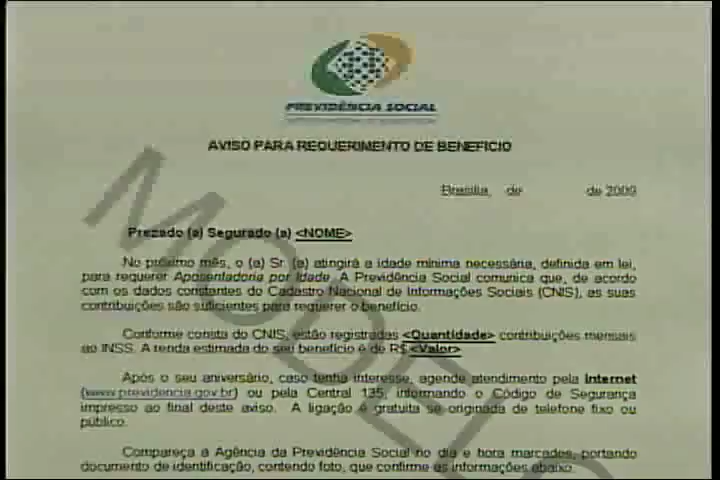 PREVIDÊNCIA SOCIAL
AVISO PARA REQUERIMENTO DE BENEFÍCIO
Brasília, de de 2009
Prezado (a) Segurado (a) <NOME>
No próximo mês, o (a) Sr. (a) atingirá a idade mínima necessária, definida em lei,
para requerer Aposentadoria por Idade. A Previdência Social comunica que, de acordo
com os dados constantes do Cadastro Nacional de Informações Sociais (CNIS), as suas
contribuições são suficientes para requerer o benefício.
Conforme consta do CNIS, estão registradas <Quantidade> contribuições mensais
ao INSS. A renda estimada do seu benefício é de R$ <Valor>.
Após o seu aniversário, caso tenha interesse, agende atendimento pela Internet
(www.previdencia.gov.br) ou pela Central 135, informando o Código de Segurança
impresso ao final deste aviso. A ligação é gratuita se originada de telefone fixo ou
público.
Compareça a Agência da Previdência Social no dia e hora marcados, portando
documento de identificação, contendo foto, que confirme as informações abaixo.
MODELO